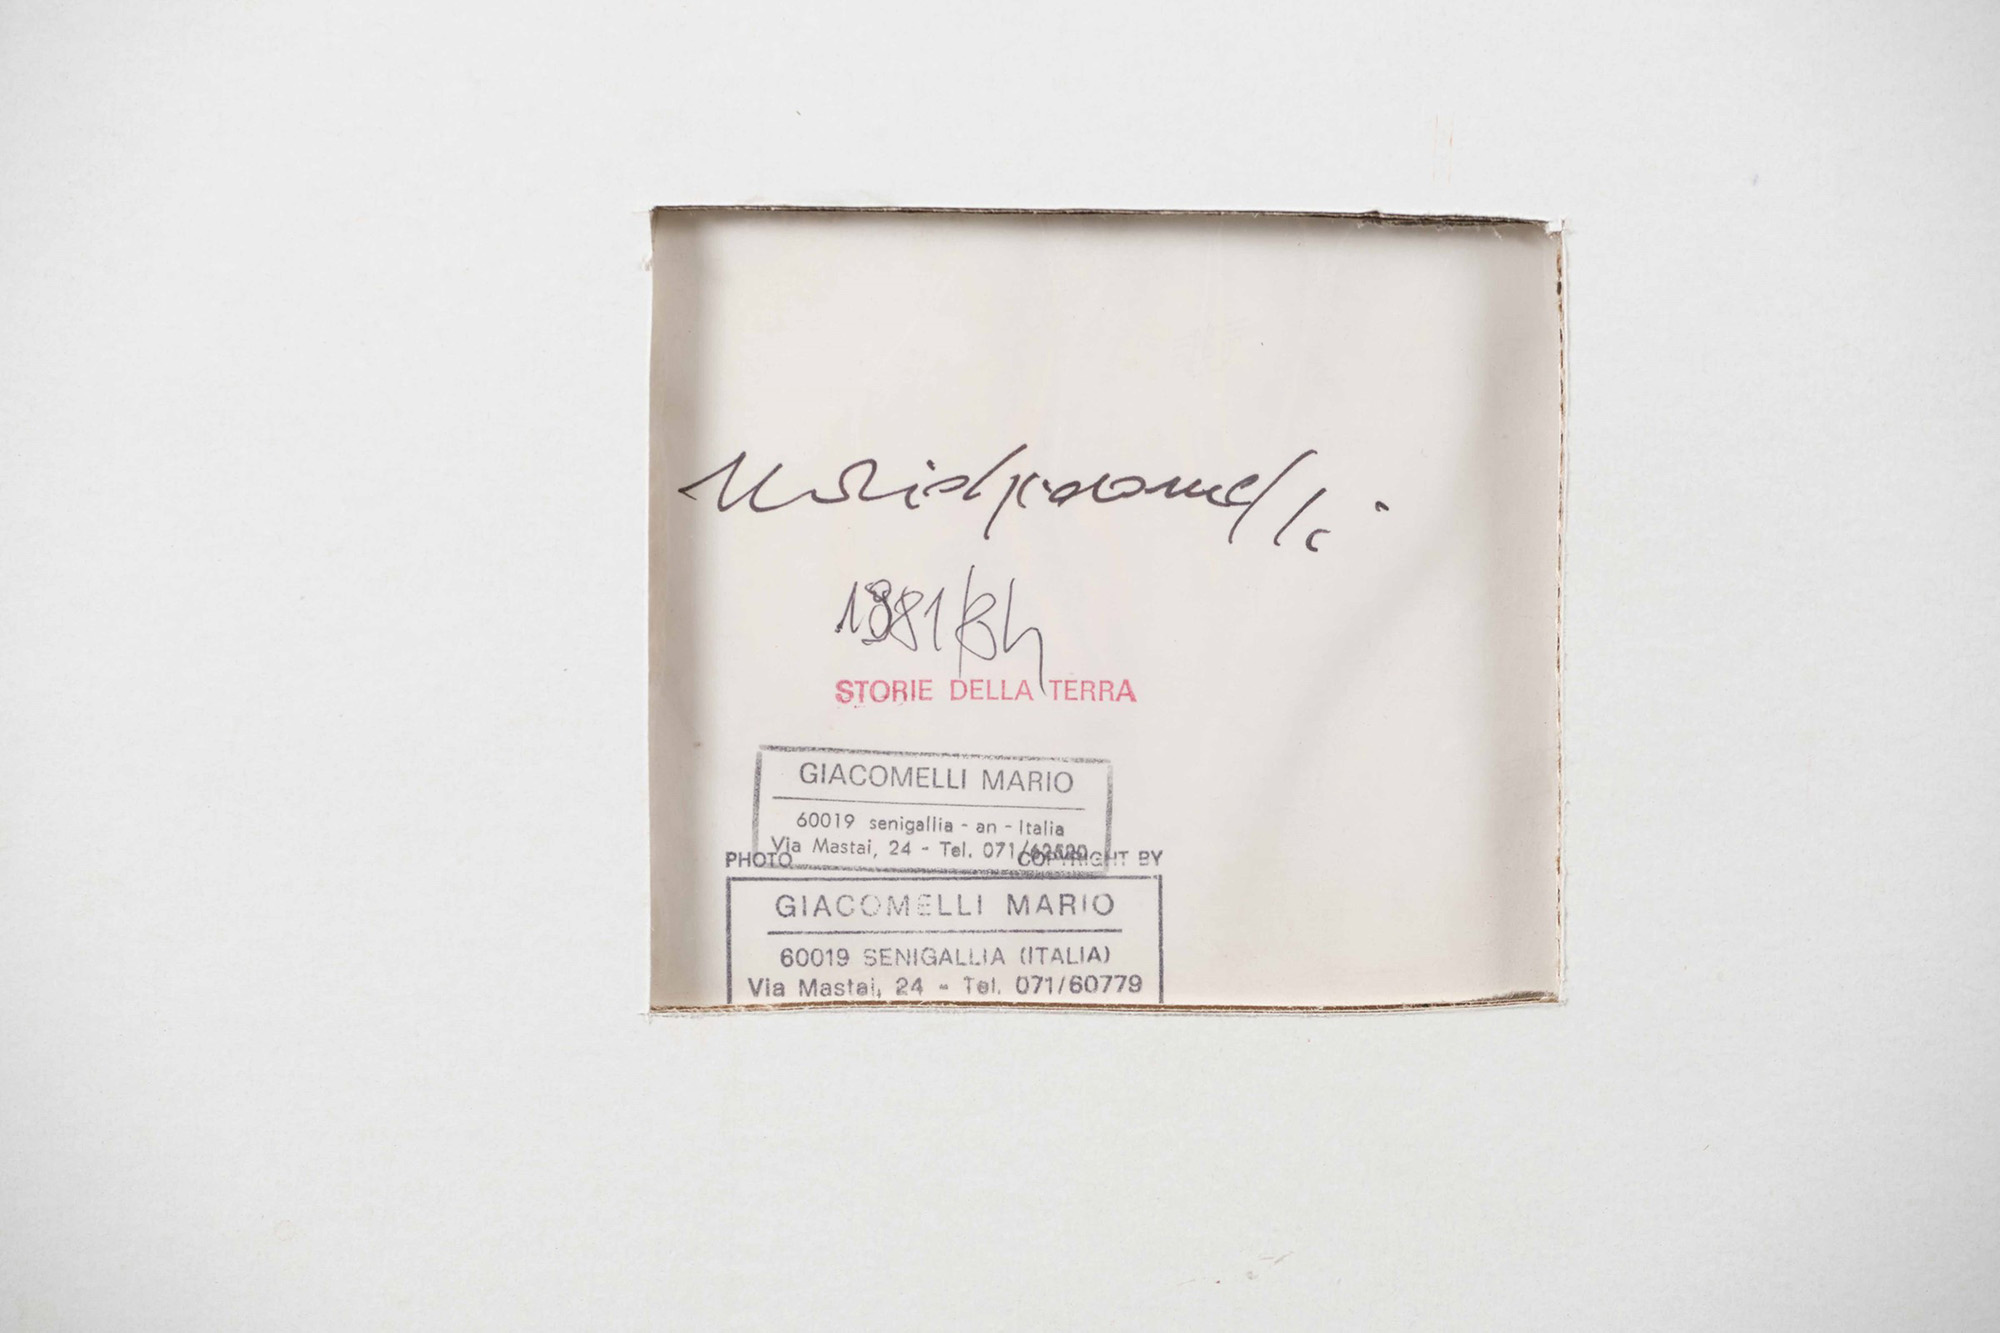 Mario Giacomelli
1981/84
STORIE DELLA TERRA
GIACOMELLI MARIO
60019 senigallia - an - Italia
Via Mastai, 24 - Tel. 071/
PHOTO COPYRIGHT BY
GIACOMELLI MARIO
60019 SENIGALLIA (ITALIA)
Via Mastai, 24 - Tel. 071/60779